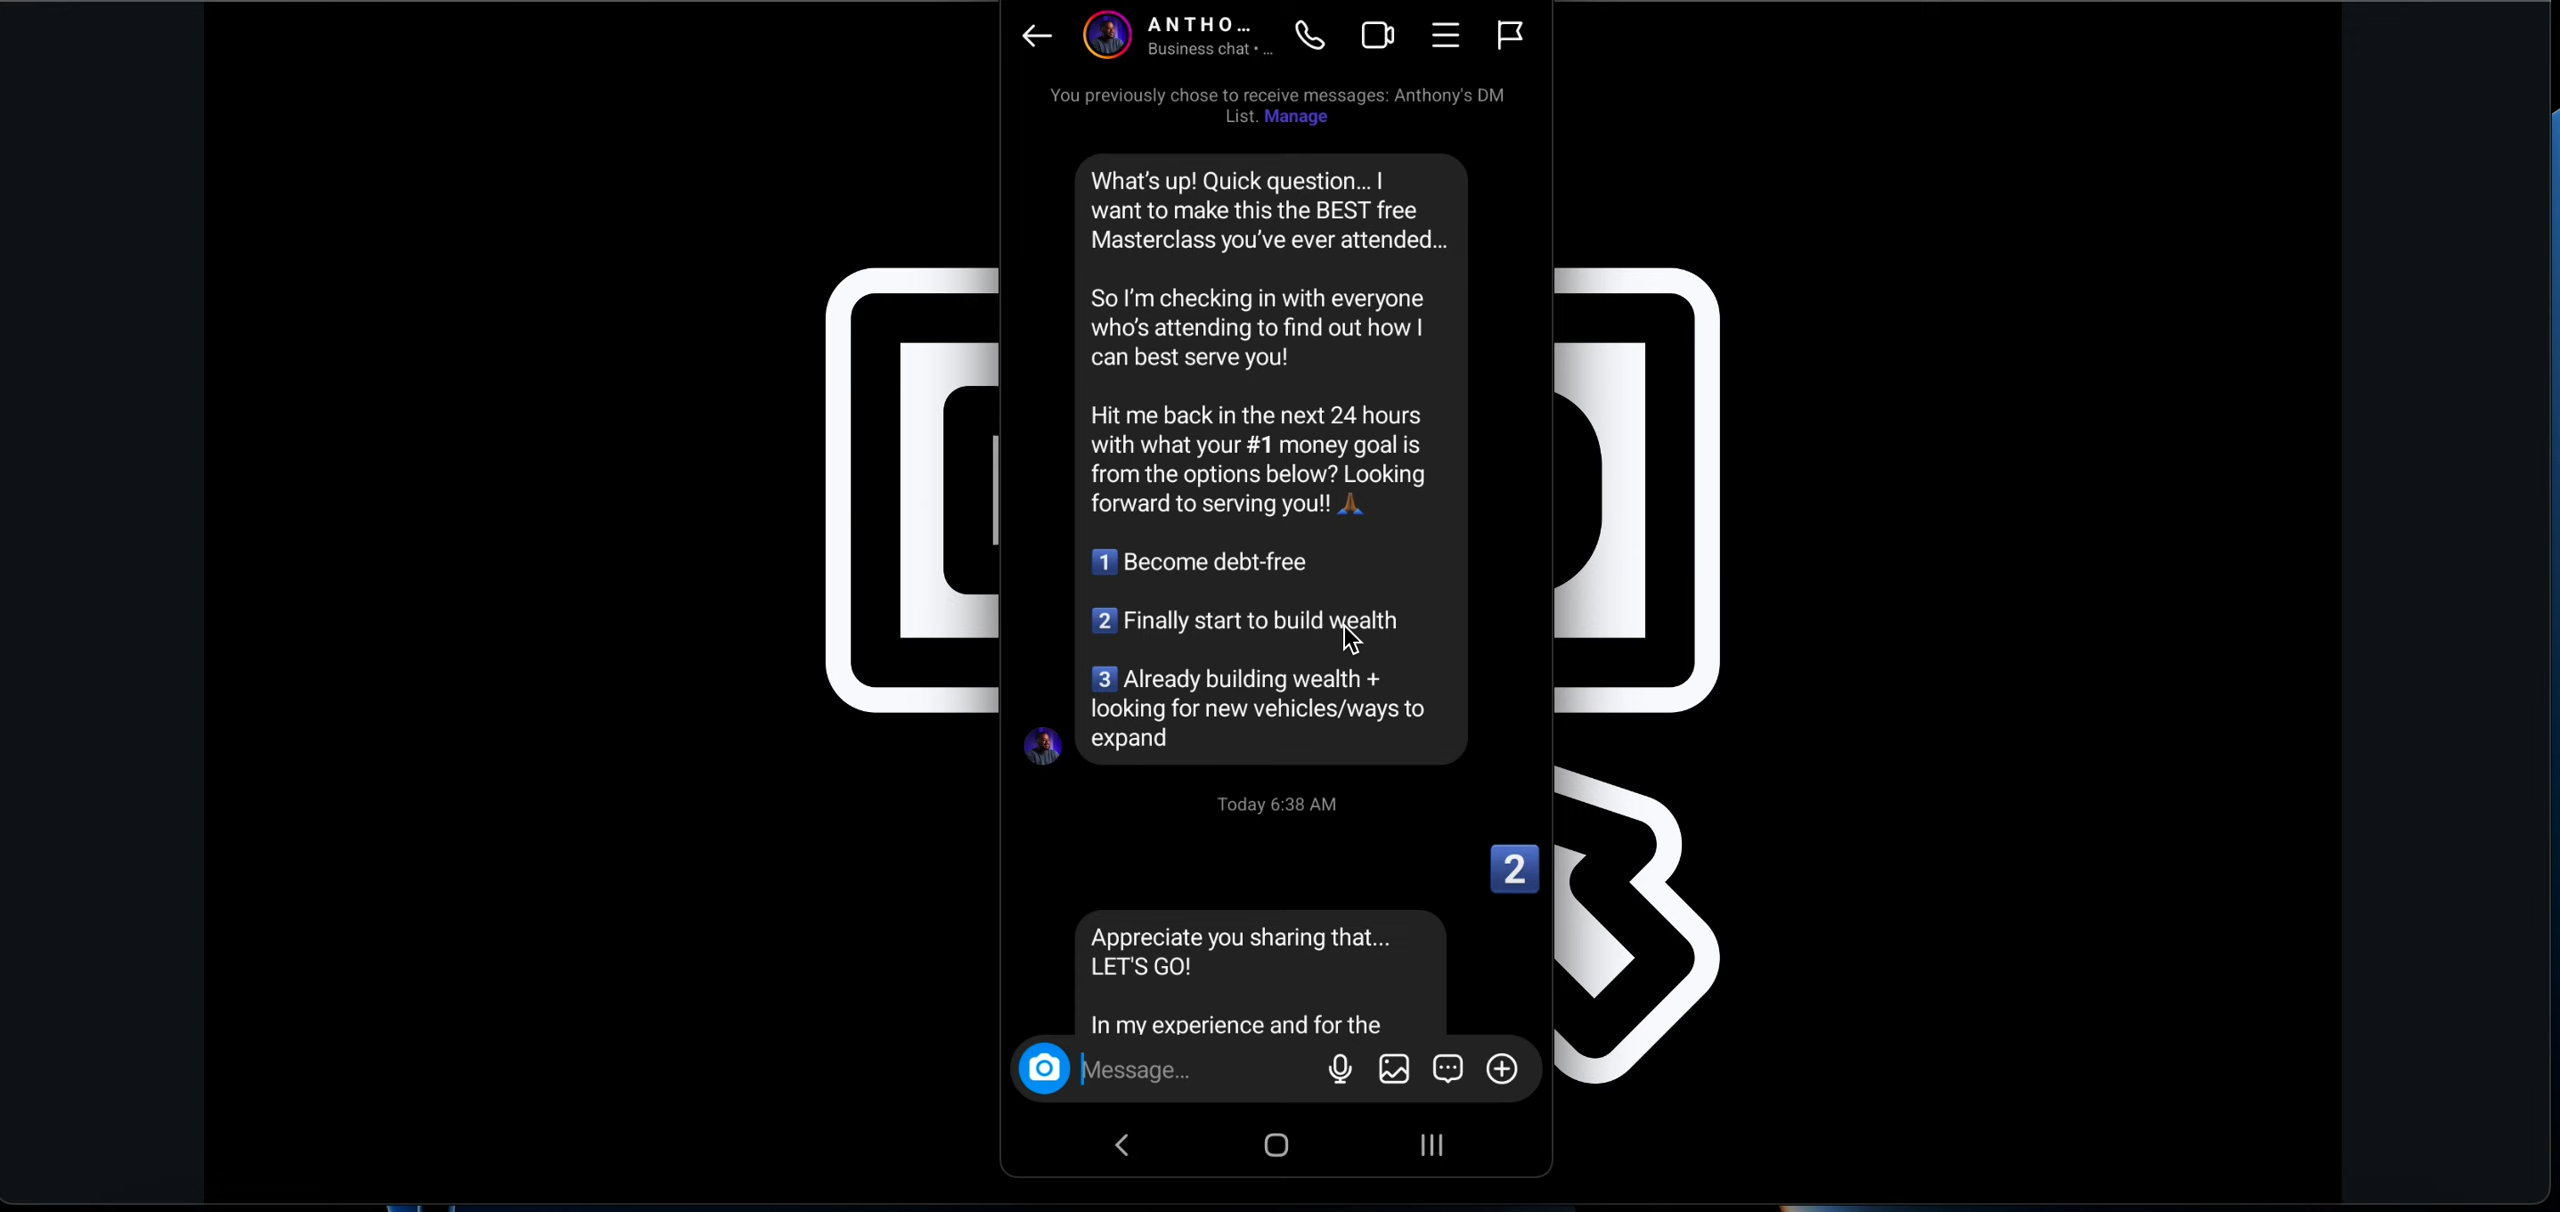 ANTHO...
Business chat • ...
You previously chose to receive messages: Anthony's DM
List. Manage
What's up! Quick question... I
want to make this the BEST free
Masterclass you've ever attended...
So I'm checking in with everyone
who's attending to find out how I
can best serve you!
Hit me back in the next 24 hours
with what your #1 money goal is
from the options below? Looking
forward to serving you!! 🙏🏾
1️⃣ Become debt-free
2️⃣ Finally start to build wealth
3️⃣ Already building wealth +
looking for new vehicles/ways to
expand
Today 6:38 AM
2️⃣
Appreciate you sharing that...
LET'S GO!
In my experience and for the
Message...